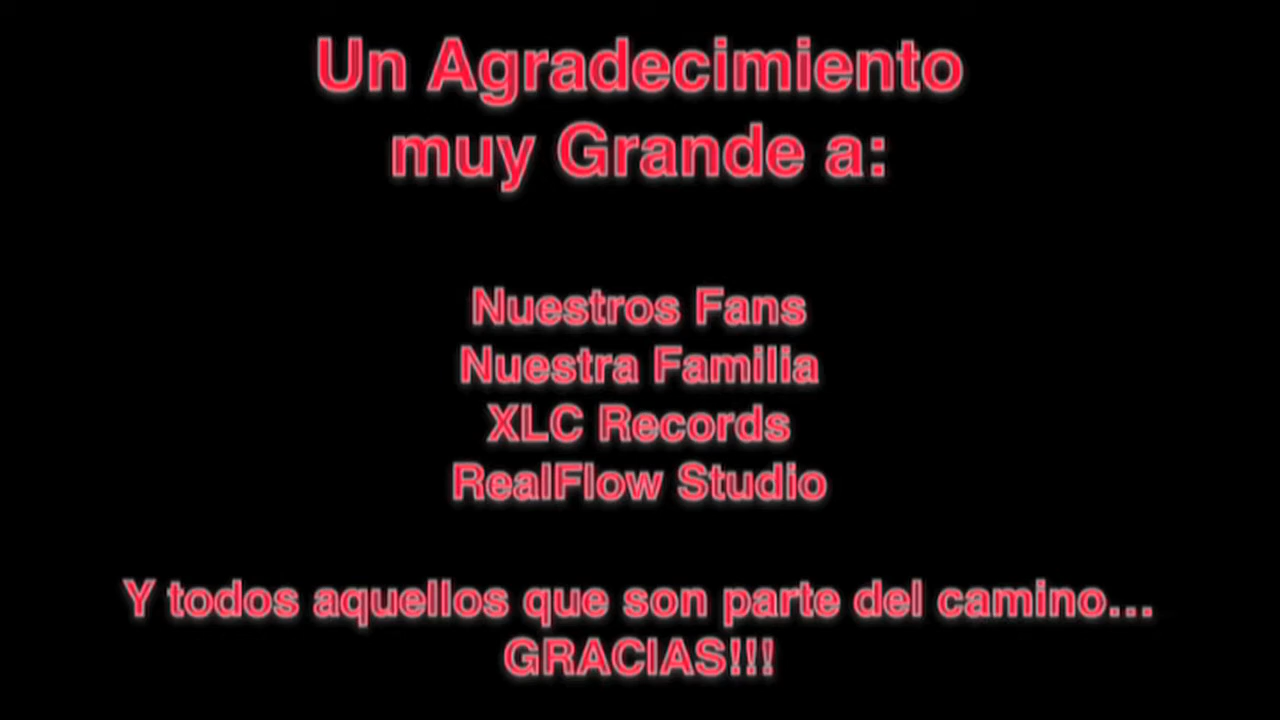 Un Agradecimiento
muy Grande a:
Nuestros Fans
Nuestra Familia
XLC Records
RealFlow Studio
Y todos aquellos que son parte del camino...
GRACIAS!!!